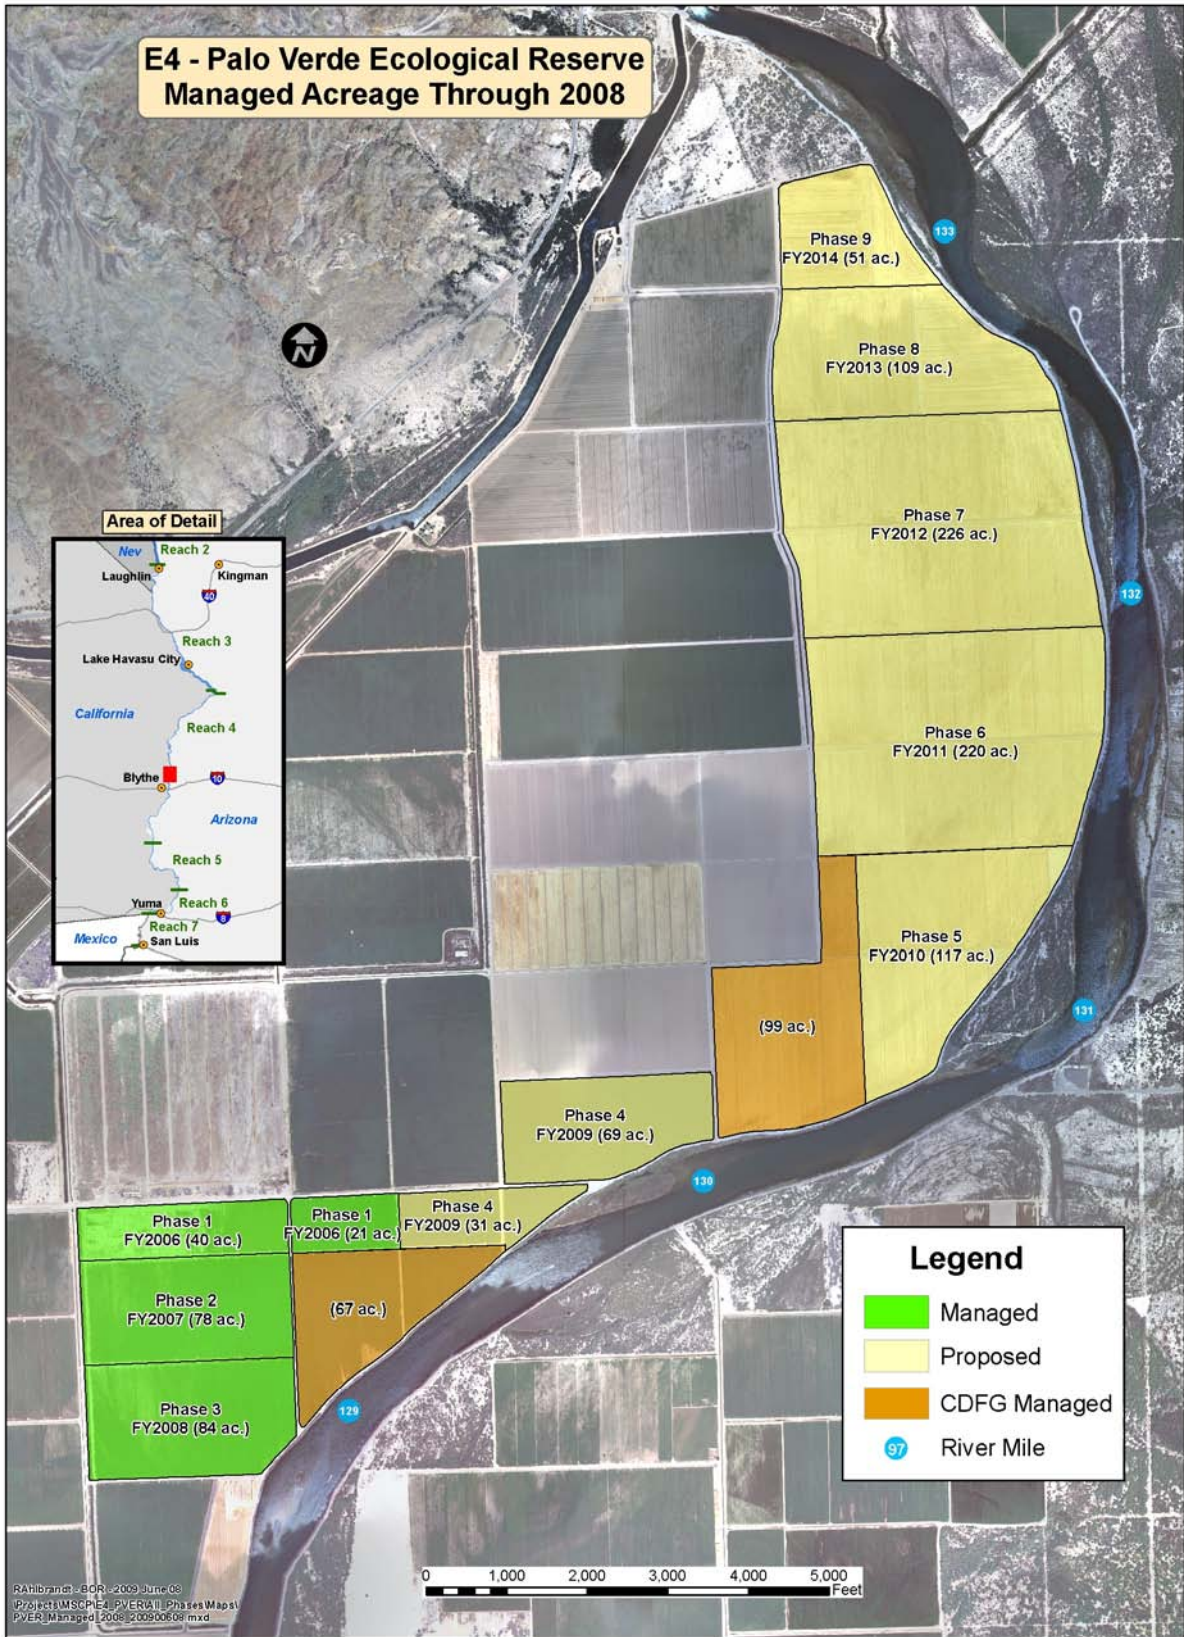 E4 - Palo Verde Ecological Reserve
Managed Acreage Through 2008
133
Phase 9
FY2014 (51 ac.)
Phase 8
FY2013 (109 ac.)
N
Phase 7
FY2012 (226 ac.)
132
Area of Detail
Nev
Reach 2
Laughlin
Kingman
40
Reach 3
Lake Havasu City
California
Reach 4
Blythe
10
Arizona
Reach 5
Yuma
Reach 6
8
Reach 7
Mexico
San Luis
Phase 6
FY2011 (220 ac.)
Phase 5
FY2010 (117 ac.)
131
(99 ac.)
Phase 4
FY2009 (69 ac.)
130
Phase 1
FY2006 (40 ac.)
Phase 1
FY2006 (21 ac.)
Phase 4
FY2009 (31 ac.)
Phase 2
FY2007 (78 ac.)
(67 ac.)
Phase 3
FY2008 (84 ac.)
129
Legend
Managed
Proposed
CDFG Managed
97 River Mile
0 1,000 2,000 3,000 4,000 5,000
Feet
RAhlbrandt - BOR - 2009 June 08
\Projects\MSCP\E4_PVER\All_Phases\Maps\
PVER_Managed_2008_20090608.mxd